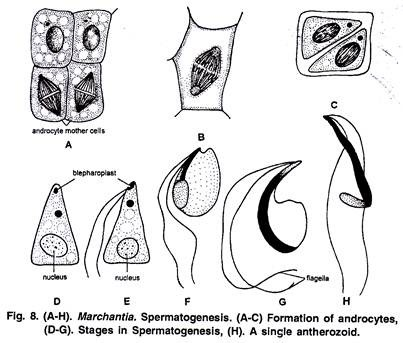 androcyte mother cells
A
B
C
blepharoplast
nucleus
nucleus
flagella
D
E
F
G
H
Fig. 8. (A-H). Marchantia. Spermatogenesis. (A-C) Formation of androcytes,
(D-G). Stages in Spermatogenesis, (H). A single antherozoid.